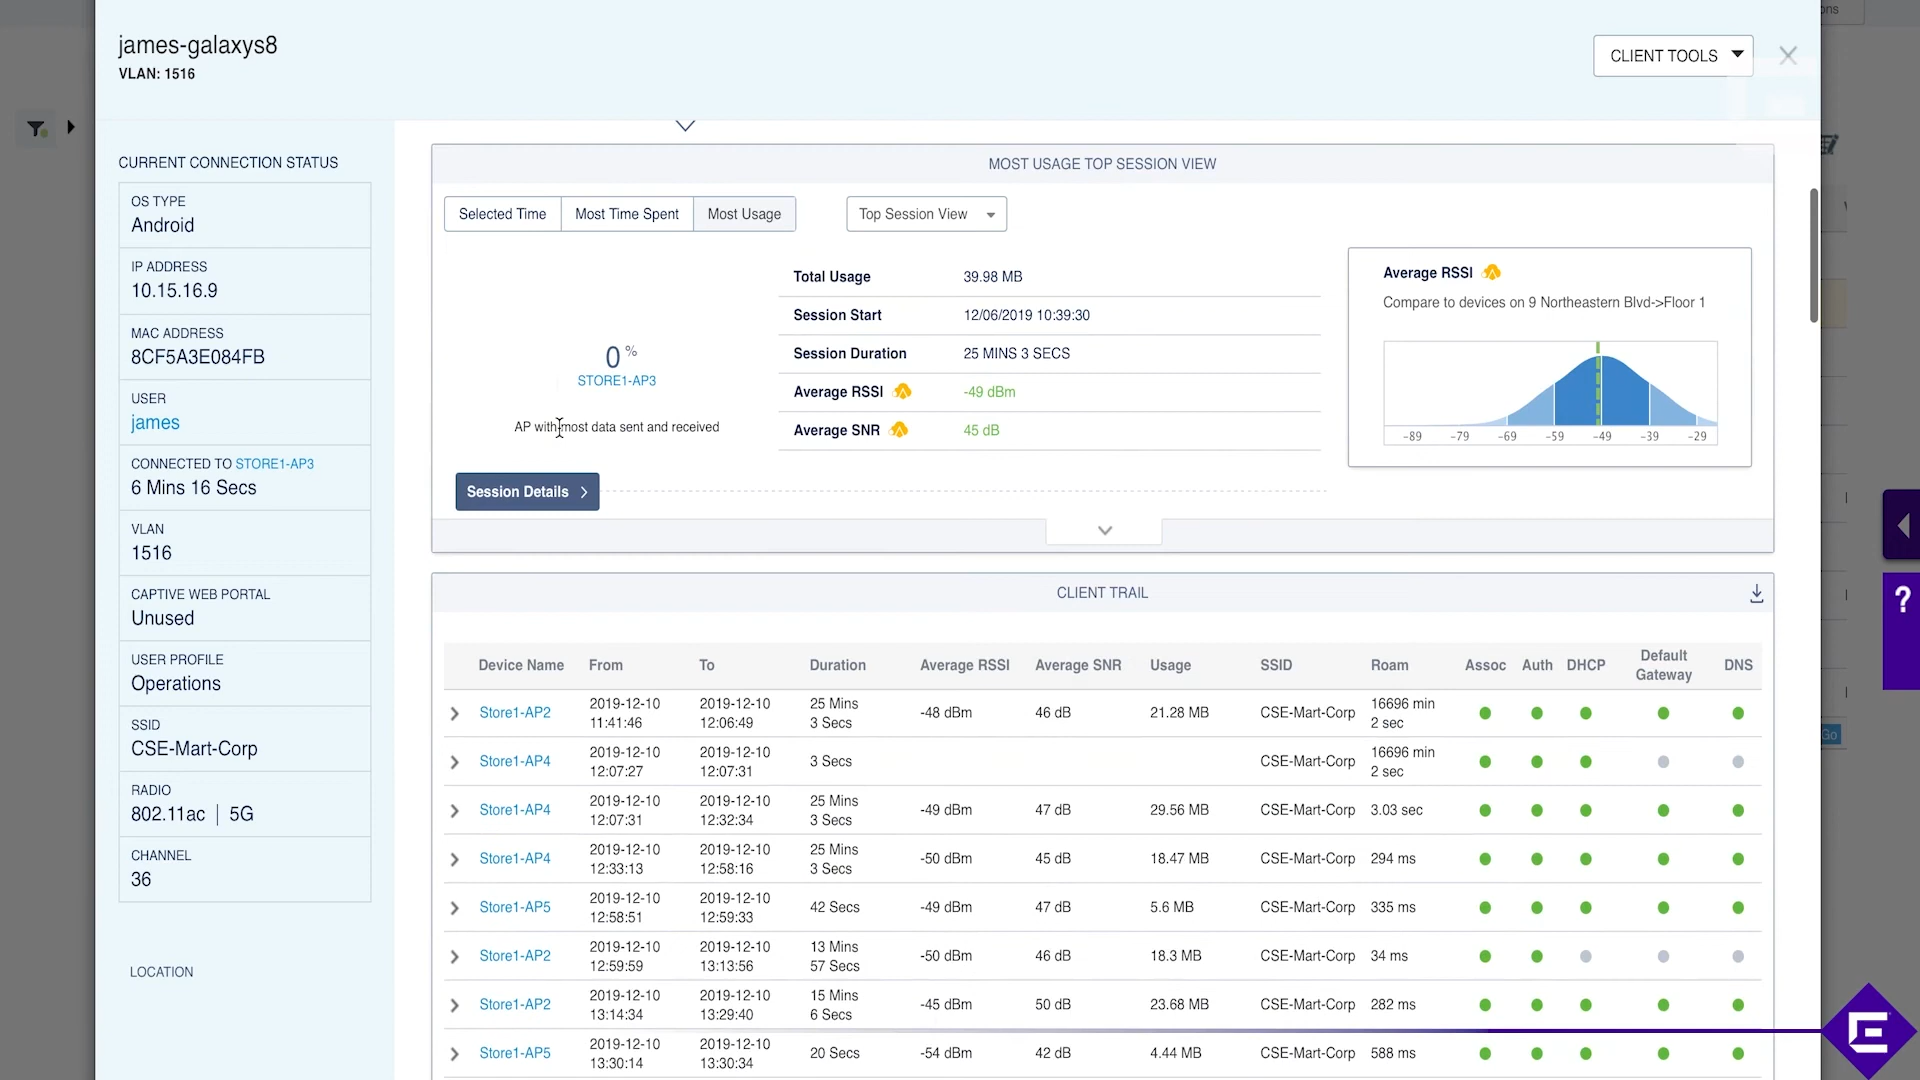 ons
james-galaxys8
VLAN: 1516
CLIENT TOOLS
CURRENT CONNECTION STATUS
OS TYPE
Android
IP ADDRESS
10.15.16.9
MAC ADDRESS
8CF5A3E084FB
USER
james
CONNECTED TO STORE1-AP3
6 Mins 16 Secs
VLAN
1516
CAPTIVE WEB PORTAL
Unused
USER PROFILE
Operations
SSID
CSE-Mart-Corp
RADIO
802.11ac | 5G
CHANNEL
36
LOCATION
MOST USAGE TOP SESSION VIEW
Selected Time Most Time Spent Most Usage Top Session View
0 %
STORE1-AP3
AP with most data sent and received
Total Usage 39.98 MB
Session Start 12/06/2019 10:39:30
Session Duration 25 MINS 3 SECS
Average RSSI -49 dBm
Average SNR 45 dB
Average RSSI
Compare to devices on 9 Northeastern Blvd->Floor 1
-89 -79 -69 -59 -49 -39 -29
Session Details
CLIENT TRAIL
Device Name From To Duration Average RSSI Average SNR Usage SSID Roam Assoc Auth DHCP Default Gateway DNS
Store1-AP2 2019-12-10 11:41:46 2019-12-10 12:06:49 25 Mins 3 Secs -48 dBm 46 dB 21.28 MB CSE-Mart-Corp 16696 min 2 sec
Store1-AP4 2019-12-10 12:07:27 2019-12-10 12:07:31 3 Secs CSE-Mart-Corp 16696 min 2 sec
Store1-AP4 2019-12-10 12:07:31 2019-12-10 12:32:34 25 Mins 3 Secs -49 dBm 47 dB 29.56 MB CSE-Mart-Corp 3.03 sec
Store1-AP4 2019-12-10 12:33:13 2019-12-10 12:58:16 25 Mins 3 Secs -50 dBm 45 dB 18.47 MB CSE-Mart-Corp 294 ms
Store1-AP5 2019-12-10 12:58:51 2019-12-10 12:59:33 42 Secs -49 dBm 47 dB 5.6 MB CSE-Mart-Corp 335 ms
Store1-AP2 2019-12-10 12:59:59 2019-12-10 13:13:56 13 Mins 57 Secs -50 dBm 46 dB 18.3 MB CSE-Mart-Corp 34 ms
Store1-AP2 2019-12-10 13:14:34 2019-12-10 13:29:40 15 Mins 6 Secs -45 dBm 50 dB 23.68 MB CSE-Mart-Corp 282 ms
Store1-AP5 2019-12-10 13:30:14 2019-12-10 13:30:34 20 Secs -54 dBm 42 dB 4.44 MB CSE-Mart-Corp 588 ms
?
Go
E